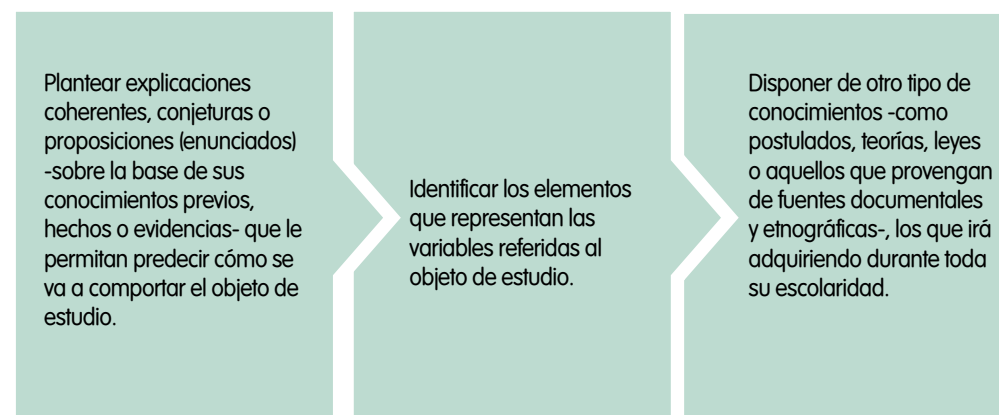 Plantear explicaciones
coherentes, conjeturas o
proposiciones (enunciados)
-sobre la base de sus
conocimientos previos,
hechos o evidencias- que le
permitan predecir cómo se
va a comportar el objeto de
estudio.
Identificar los elementos
que representan las
variables referidas al
objeto de estudio.
Disponer de otro tipo de
conocimientos -como
postulados, teorías, leyes
o aquellos que provengan
de fuentes documentales
y etnográficas-, los que irá
adquiriendo durante toda
su escolaridad.